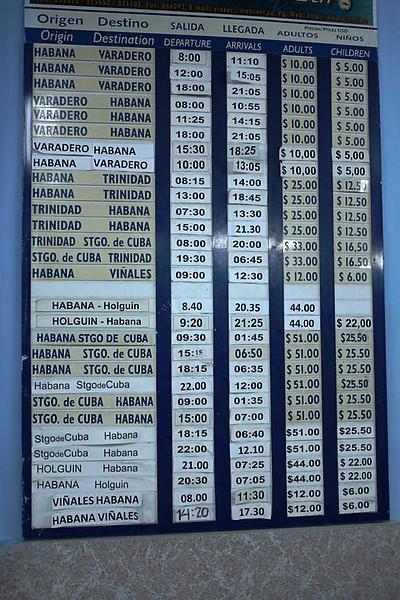 Origen Destino SALIDA LLEGADA Precios/Prices USD ADULTOS NIÑOS
Origin Destination DEPARTURE ARRIVALS ADULTS CHILDREN
HABANA VARADERO 8:00 11:10 $ 10.00 $ 5.00
HABANA VARADERO 12:00 15:05 $ 10.00 $ 5.00
HABANA VARADERO 18:00 21:05 $ 10.00 $ 5.00
VARADERO HABANA 08:00 10:55 $ 10.00 $ 5.00
VARADERO HABANA 11:25 14:15 $ 10.00 $ 5.00
VARADERO HABANA 18:00 21:05 $ 10.00 $ 5.00
VARADERO HABANA 15:30 18:25 $ 10,00 $ 5,00
HABANA VARADERO 10:00 13:05 $ 10,00 $ 5,00
HABANA TRINIDAD 08:15 14:00 $ 25.00 $ 12.50
HABANA TRINIDAD 13:00 18:45 $ 25.00 $ 12.50
TRINIDAD HABANA 07:30 13:30 $ 25.00 $ 12.50
TRINIDAD HABANA 15:00 21.30 $ 25.00 $ 12.50
TRINIDAD STGO. de CUBA 08:00 20:00 $ 33.00 $ 16,50
STGO. de CUBA TRINIDAD 19:30 06:45 $ 33.00 $ 16.50
HABANA VIÑALES 09:00 12:30 $ 12.00 $ 6.00
HABANA - Holguin 8.40 20.35 44.00
HOLGUIN - Habana 9:20 21:25 44.00 $ 22,00
HABANA STGO DE CUBA 09:30 01:45 $ 51.00 $25,50
HABANA STGO. de CUBA 15:15 06:50 $ 51.00 $ 25.50
HABANA STGO. de CUBA 18:15 06:35 $ 51.00 $ 25.50
Habana StgodeCuba 22.00 12:00 $ 51.00 $25.50
STGO. de CUBA HABANA 09:00 01:35 $ 51.00 $ 25.50
STGO. de CUBA HABANA 15:00 07:00 $ 51.00 $ 25.50
StgodeCuba Habana 18:15 06:40 $51.00 $25.50
StgodeCuba Habana 22:00 12.10 $51.00 $25.50
HOLGUIN Habana 21.00 07:25 $44.00 $ 22.00
HABANA Holguin 20:30 07:05 $44.00 $ 22.00
VIÑALES HABANA 08.00 11:30 $12.00 $6.00
HABANA VIÑALES 14:20 17.30 $12.00 $6.00